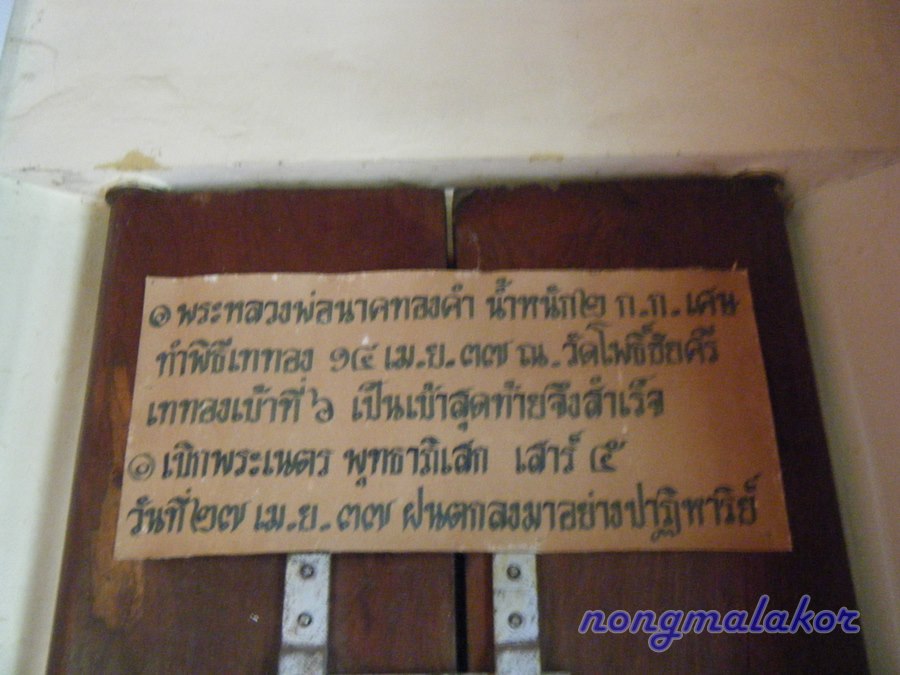 ๑ พระหลวงพ่อนาคทองคำ น้ำหนัก๒ ก.ก.เศษ
ทำพิธีเททอง ๑๔ เม.ย.๓๗ ณ.วัดโพธิ์ชัยศรี
เททองเบ้าที่ ๖ เป็นเบ้าสุดท้ายจึงสำเร็จ
๑ เบิกพระเนตร พุทธาภิเสก เสาร์ ๕
วันที่๒๗ เม.ย.๓๗ ฝนตกลงมาอย่างปาฏิหาริย์
nongmalakor